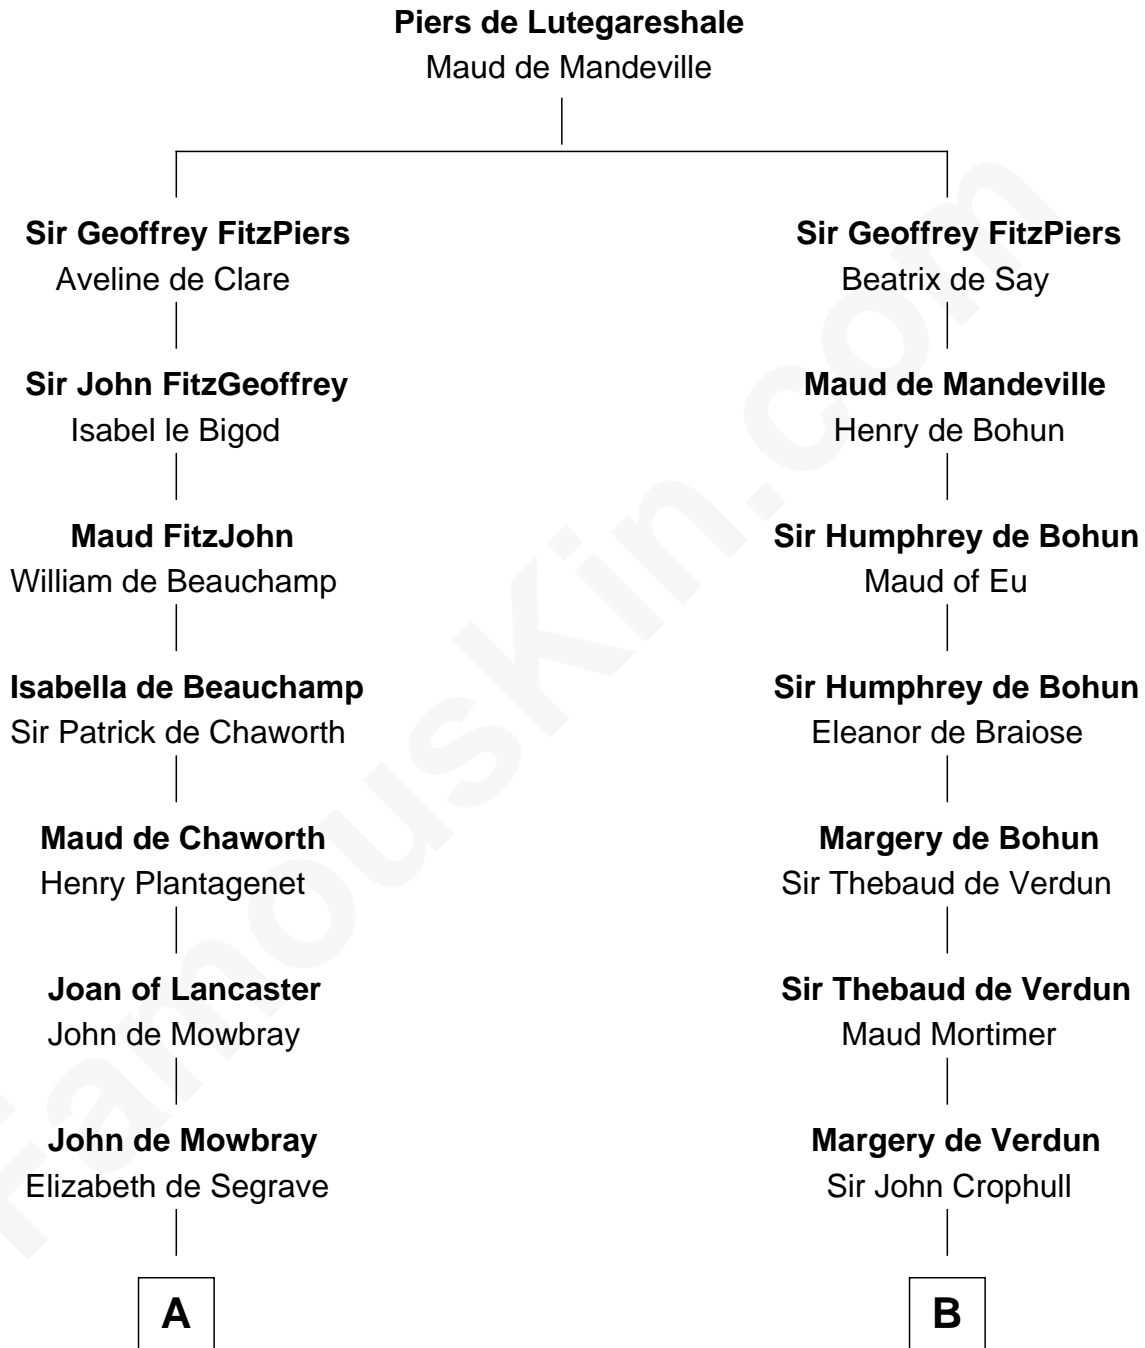 Piers de Lutegareshale
Maud de Mandeville
Sir Geoffrey FitzPiers
Aveline de Clare
Sir John FitzGeoffrey
Isabel le Bigod
Maud FitzJohn
William de Beauchamp
Isabella de Beauchamp
Sir Patrick de Chaworth
Maud de Chaworth
Henry Plantagenet
Joan of Lancaster
John de Mowbray
John de Mowbray
Elizabeth de Segrave
A
Sir Geoffrey FitzPiers
Beatrix de Say
Maud de Mandeville
Henry de Bohun
Sir Humphrey de Bohun
Maud of Eu
Sir Humphrey de Bohun
Eleanor de Braiose
Margery de Bohun
Sir Thebaud de Verdun
Sir Thebaud de Verdun
Maud Mortimer
Margery de Verdun
Sir John Crophull
B
FamousKin.com